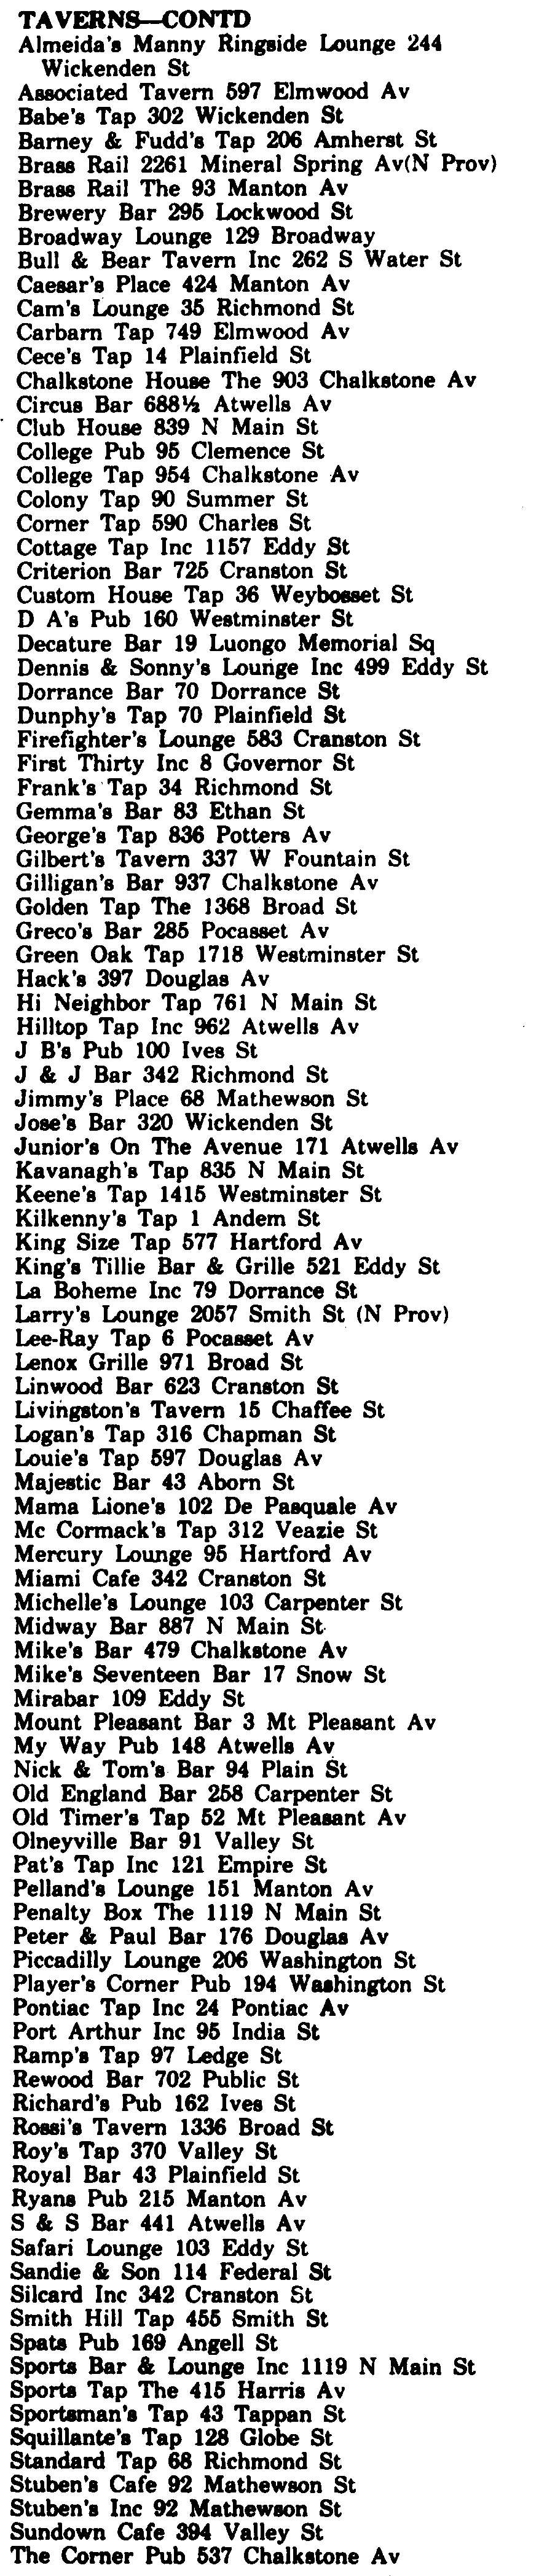 TAVERNS—CONTD
Almeida's Manny Ringside Lounge 244
Wickenden St
Associated Tavern 597 Elmwood Av
Babe's Tap 302 Wickenden St
Barney & Fudd's Tap 206 Amherst St
Brass Rail 2261 Mineral Spring Av(N Prov)
Brass Rail The 93 Manton Av
Brewery Bar 295 Lockwood St
Broadway Lounge 129 Broadway
Bull & Bear Tavern Inc 262 S Water St
Caesar's Place 424 Manton Av
Cam's Lounge 35 Richmond St
Carbarn Tap 749 Elmwood Av
Cece's Tap 14 Plainfield St
Chalkstone House The 903 Chalkstone Av
Circus Bar 688½ Atwells Av
Club House 839 N Main St
College Pub 95 Clemence St
College Tap 954 Chalkstone Av
Colony Tap 90 Summer St
Corner Tap 590 Charles St
Cottage Tap Inc 1157 Eddy St
Criterion Bar 725 Cranston St
Custom House Tap 36 Weybosset St
D A's Pub 160 Westminster St
Decature Bar 19 Luongo Memorial Sq
Dennis & Sonny's Lounge Inc 499 Eddy St
Dorrance Bar 70 Dorrance St
Dunphy's Tap 70 Plainfield St
Firefighter's Lounge 583 Cranston St
First Thirty Inc 8 Governor St
Frank's Tap 34 Richmond St
Gemma's Bar 83 Ethan St
George's Tap 836 Potters Av
Gilbert's Tavern 337 W Fountain St
Gilligan's Bar 937 Chalkstone Av
Golden Tap The 1368 Broad St
Greco's Bar 285 Pocasset Av
Green Oak Tap 1718 Westminster St
Hack's 397 Douglas Av
Hi Neighbor Tap 761 N Main St
Hilltop Tap Inc 962 Atwells Av
J B's Pub 100 Ives St
J & J Bar 342 Richmond St
Jimmy's Place 68 Mathewson St
Jose's Bar 320 Wickenden St
Junior's On The Avenue 171 Atwells Av
Kavanagh's Tap 835 N Main St
Keene's Tap 1415 Westminster St
Kilkenny's Tap 1 Andem St
King Size Tap 577 Hartford Av
King's Tillie Bar & Grille 521 Eddy St
La Boheme Inc 79 Dorrance St
Larry's Lounge 2057 Smith St (N Prov)
Lee-Ray Tap 6 Pocasset Av
Lenox Grille 971 Broad St
Linwood Bar 623 Cranston St
Livingston's Tavern 15 Chaffee St
Logan's Tap 316 Chapman St
Louie's Tap 597 Douglas Av
Majestic Bar 43 Aborn St
Mama Lione's 102 De Pasquale Av
Mc Cormack's Tap 312 Veazie St
Mercury Lounge 95 Hartford Av
Miami Cafe 342 Cranston St
Michelle's Lounge 103 Carpenter St
Midway Bar 887 N Main St
Mike's Bar 479 Chalkstone Av
Mike's Seventeen Bar 17 Snow St
Mirabar 109 Eddy St
Mount Pleasant Bar 3 Mt Pleasant Av
My Way Pub 148 Atwells Av
Nick & Tom's Bar 94 Plain St
Old England Bar 258 Carpenter St
Old Timer's Tap 52 Mt Pleasant Av
Olneyville Bar 91 Valley St
Pat's Tap Inc 121 Empire St
Pelland's Lounge 151 Manton Av
Penalty Box The 1119 N Main St
Peter & Paul Bar 176 Douglas Av
Piccadilly Lounge 206 Washington St
Player's Corner Pub 194 Washington St
Pontiac Tap Inc 24 Pontiac Av
Port Arthur Inc 95 India St
Ramp's Tap 97 Ledge St
Rewood Bar 702 Public St
Richard's Pub 162 Ives St
Rossi's Tavern 1336 Broad St
Roy's Tap 370 Valley St
Royal Bar 43 Plainfield St
Ryans Pub 215 Manton Av
S & S Bar 441 Atwells Av
Safari Lounge 103 Eddy St
Sandie & Son 114 Federal St
Silcard Inc 342 Cranston St
Smith Hill Tap 455 Smith St
Spats Pub 169 Angell St
Sports Bar & Lounge Inc 1119 N Main St
Sports Tap The 415 Harris Av
Sportsman's Tap 43 Tappan St
Squillante's Tap 128 Globe St
Standard Tap 68 Richmond St
Stuben's Cafe 92 Mathewson St
Stuben's Inc 92 Mathewson St
Sundown Cafe 394 Valley St
The Corner Pub 537 Chalkstone Av